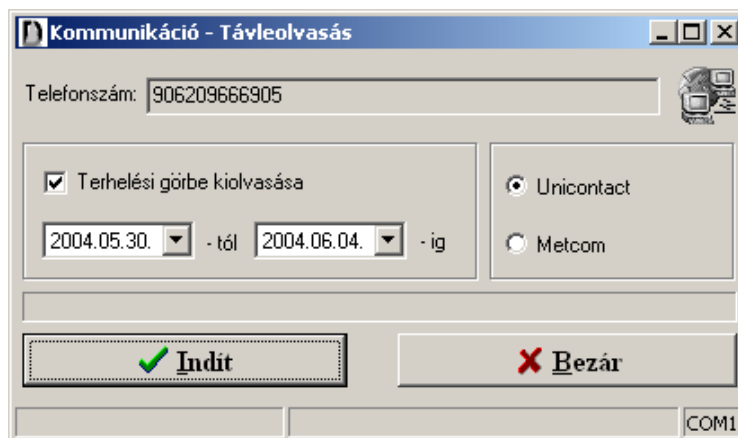 Kommunikáció - Távleolvasás
Telefonszám: 906209666905
Terhelési görbe kiolvasása
2004.05.30. - tól 2004.06.04. - ig
Unicontact
Metcom
Indít Bezár
COM1